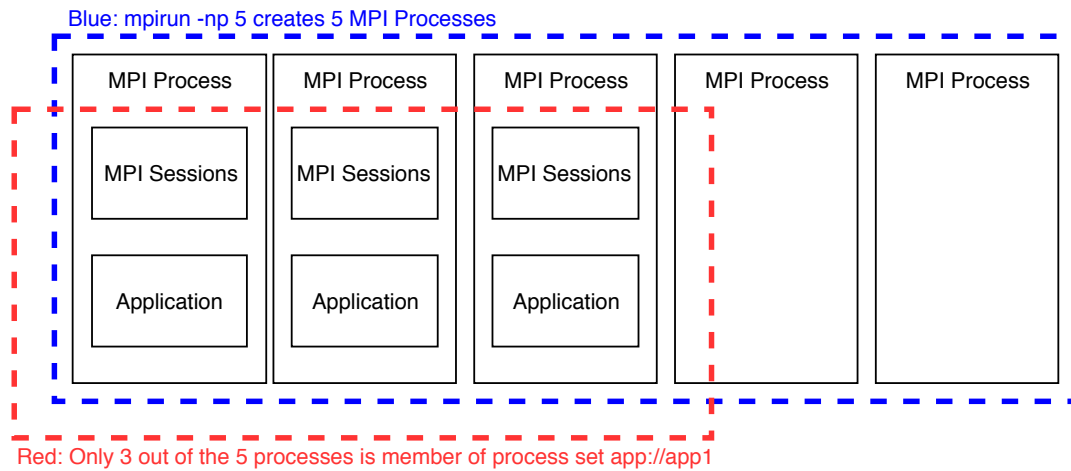 Blue: mpirun -np 5 creates 5 MPI Processes
MPI Process
MPI Process
MPI Process
MPI Process
MPI Process
MPI Sessions
MPI Sessions
MPI Sessions
Application
Application
Application
Red: Only 3 out of the 5 processes is member of process set app://app1